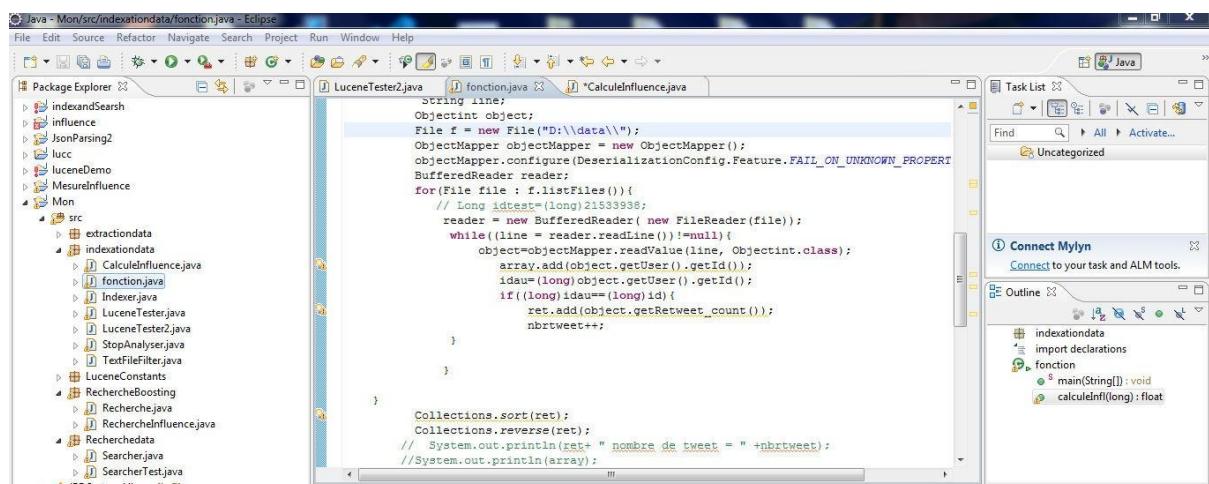 Java - Mon/src/indexationdata/fonction.java - Eclipse
File Edit Source Refactor Navigate Search Project Run Window Help
Java
Package Explorer
indexandSearsh
influence
JsonParsing2
lucc
luceneDemo
MesureInfluence
Mon
src
extractiondata
indexationdata
CalculeInfluence.java
fonction.java
Indexer.java
LuceneTester.java
LuceneTester2.java
StopAnalyser.java
TextFileFilter.java
LuceneConstants
RechercheBoosting
Recherche.java
RechercheInfluence.java
Recherchedata
Searcher.java
SearcherTest.java
LuceneTester2.java fonction.java *CalculeInfluence.java
String line;
Objectint object;
File f = new File("D:\\data\\");
ObjectMapper objectMapper = new ObjectMapper();
objectMapper.configure(DeserializationConfig.Feature.FAIL_ON_UNKNOWN_PROPERT
BufferedReader reader;
for(File file : f.listFiles()){
// Long idtest=(long)21533938;
reader = new BufferedReader( new FileReader(file));
while((line = reader.readLine())!=null){
object=objectMapper.readValue(line, Objectint.class);
array.add(object.getUser().getId());
idau=(long)object.getUser().getId();
if((long)idau==(long)id){
ret.add(object.getRetweet_count());
nbrtweet++;
}
}
}
Collections.sort(ret);
Collections.reverse(ret);
// System.out.println(ret+ " nombre de tweet = " +nbrtweet);
//System.out.println(array);
Task List
Find All Activate...
Uncategorized
Connect Mylyn
Connect to your task and ALM tools.
Outline
indexationdata
import declarations
fonction
main(String[]) : void
calculeInfl(long) : float